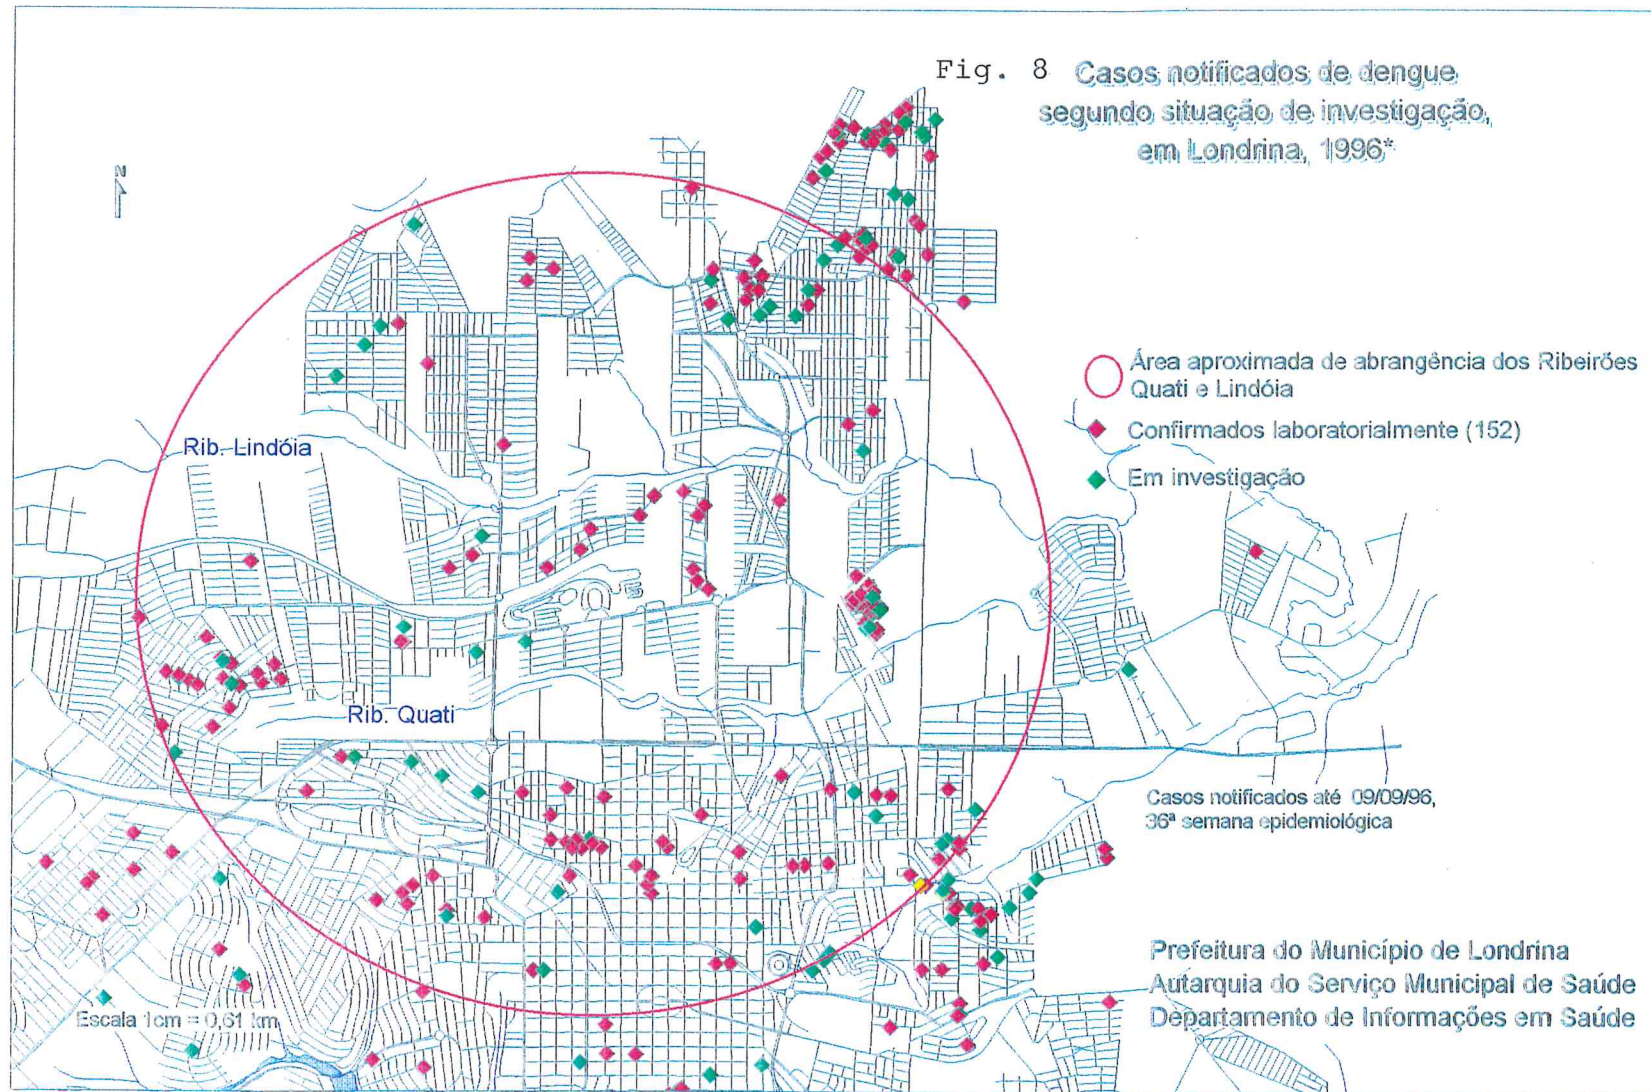 Fig. 8 Casos notificados de dengue
segundo situação de investigação,
em Londrina, 1996*
N
Área aproximada de abrangência dos Ribeirões
Quati e Lindóia
Confirmados laboratorialmente (152)
Em investigação
Rib. Lindóia
Rib. Quati
Casos notificados até 09/09/96,
36ª semana epidemiológica
Prefeitura do Município de Londrina
Autarquia do Serviço Municipal de Saúde
Departamento de Informações em Saúde
Escala 1cm = 0,61 km